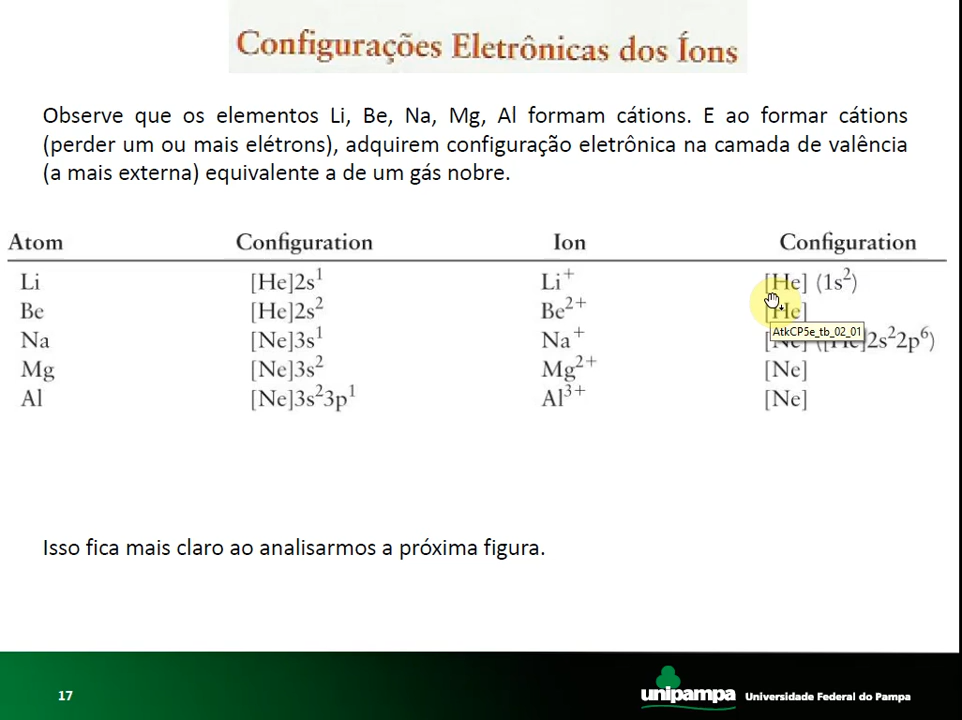 Configurações Eletrônicas dos Íons
Observe que os elementos Li, Be, Na, Mg, Al formam cátions. E ao formar cátions
(perder um ou mais elétrons), adquirem configuração eletrônica na camada de valência
(a mais externa) equivalente a de um gás nobre.
Atom Configuration Ion Configuration
Li [He]2s¹ Li⁺ [He] (1s²)
Be [He]2s² Be²⁺ [He]
AtkCP5e_tb_02_01
Na [Ne]3s¹ Na⁺ [Ne] ([He]2s²2p⁶)
Mg [Ne]3s² Mg²⁺ [Ne]
Al [Ne]3s²3p¹ Al³⁺ [Ne]
Isso fica mais claro ao analisarmos a próxima figura.
17
unipampa Universidade Federal do Pampa